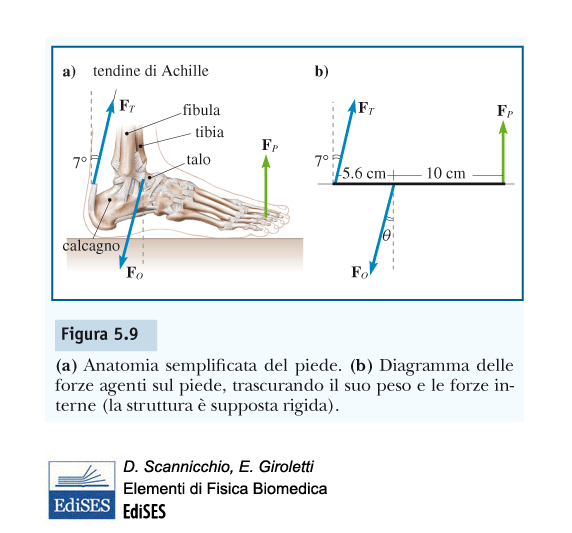 a) tendine di Achille
F_T
fibula
tibia
talo
F_P
7°
calcagno
F_O
b)
F_T
F_P
7°
5.6 cm
10 cm
θ
F_O
Figura 5.9
(a) Anatomia semplificata del piede. (b) Diagramma delle
forze agenti sul piede, trascurando il suo peso e le forze in-
terne (la struttura è supposta rigida).
D. Scannicchio, E. Giroletti
Elementi di Fisica Biomedica
EdiSES
EdiSES